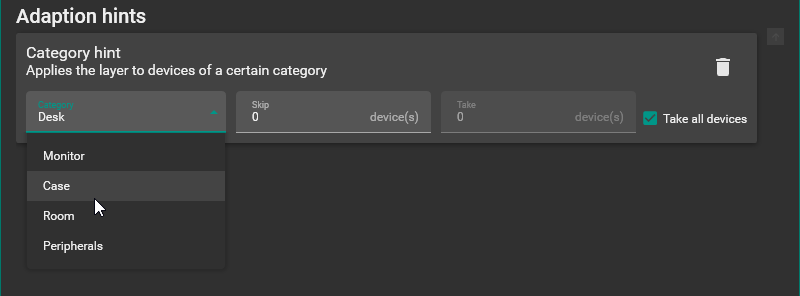 Adaption hints
Category hint
Applies the layer to devices of a certain category
Category
Desk
Skip
0 device(s)
Take
0 device(s)
Take all devices
Monitor
Case
Room
Peripherals